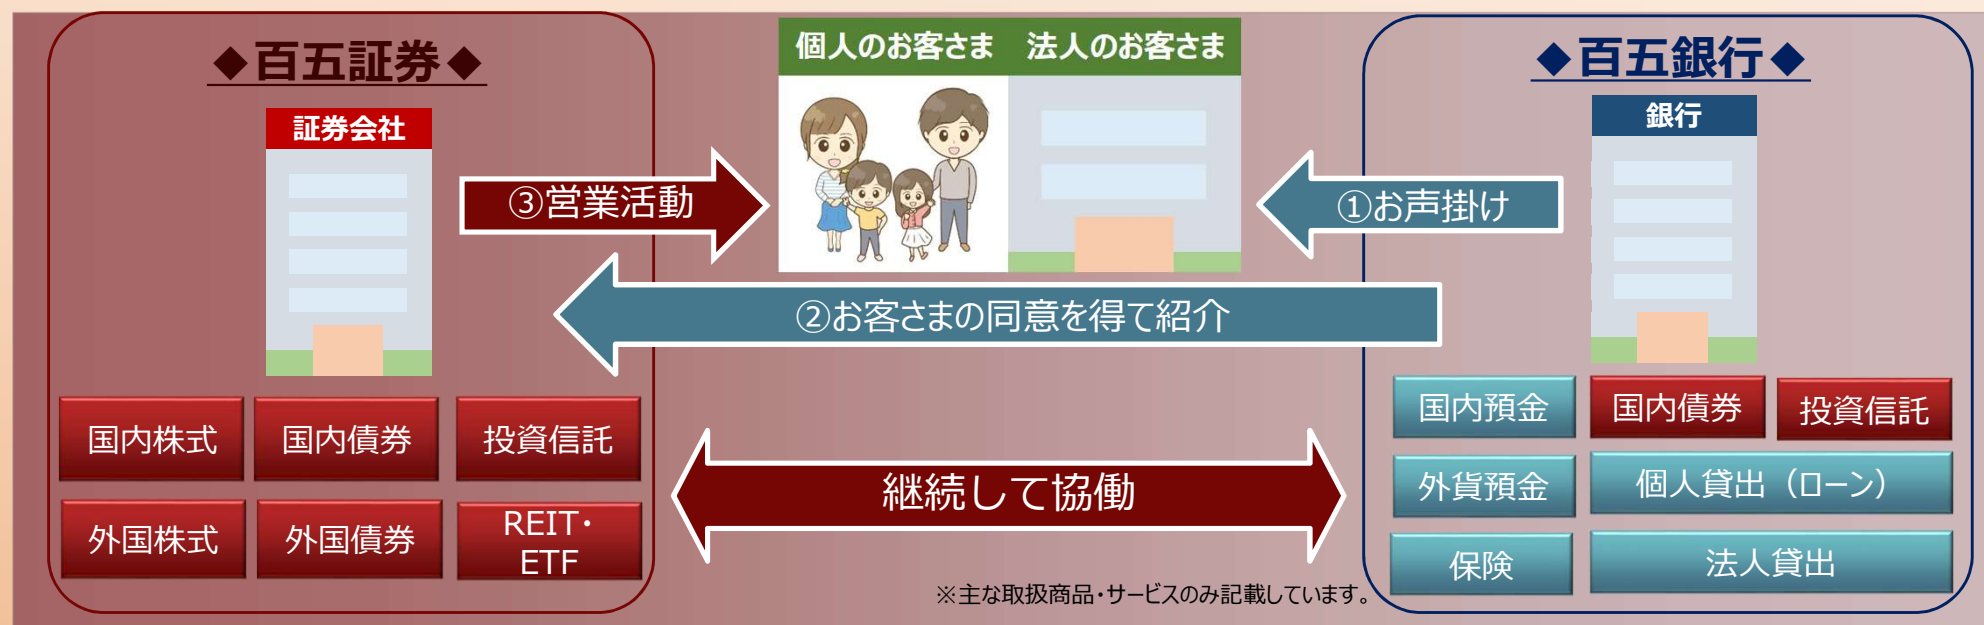 ◆百五証券◆
証券会社
個人のお客さま
法人のお客さま
◆百五銀行◆
銀行
③営業活動
①お声掛け
②お客さまの同意を得て紹介
国内株式
国内債券
投資信託
外国株式
外国債券
REIT・
ETF
継続して協働
国内預金
国内債券
投資信託
外貨預金
個人貸出（ローン）
保険
法人貸出
※主な取扱商品・サービスのみ記載しています。